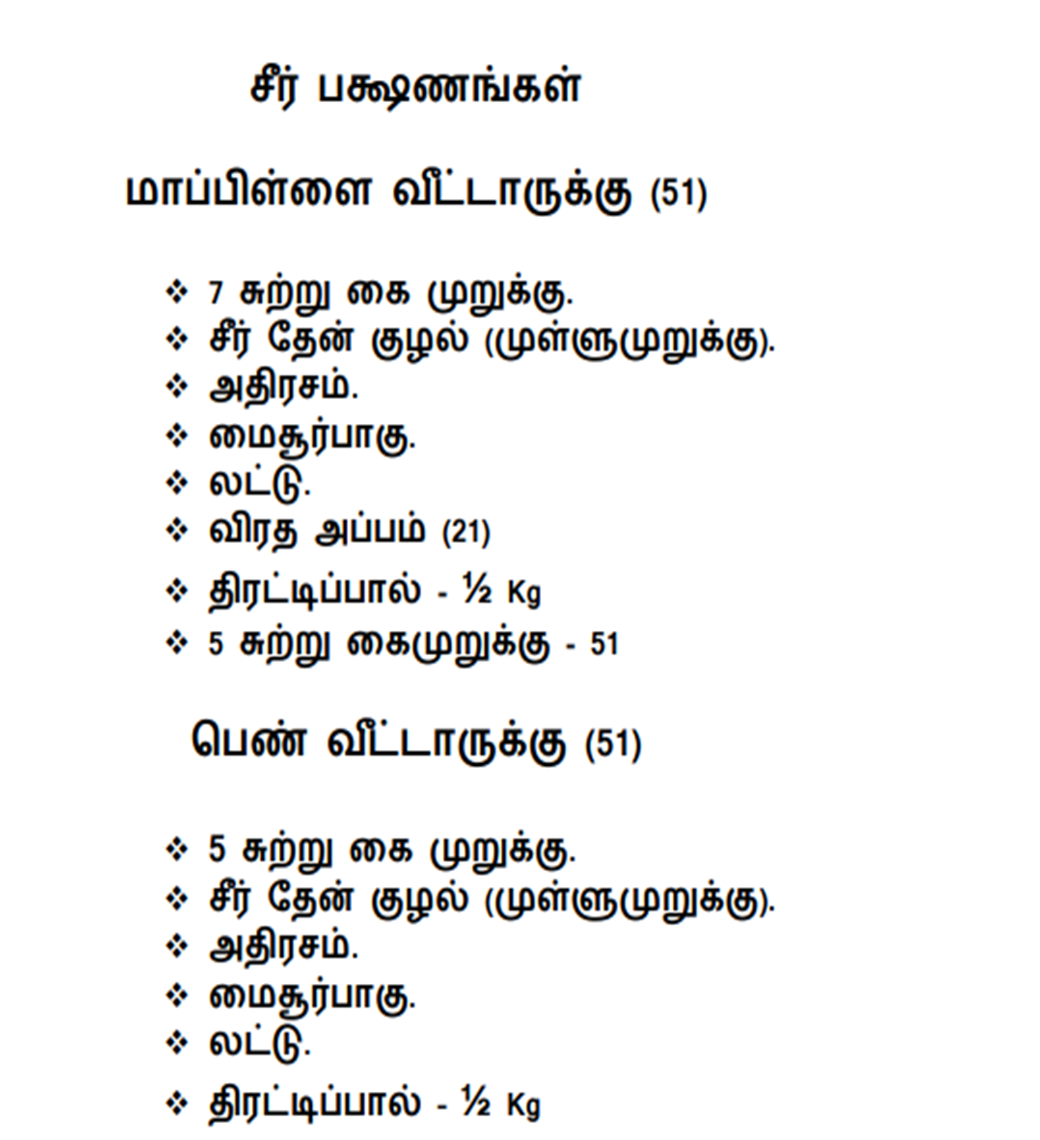 சீர் பக்ஷணங்கள்
மாப்பிள்ளை வீட்டாருக்கு (51)
❖ 7 சுற்று கை முறுக்கு.
❖ சீர் தேன் குழல் (முள்ளுமுறுக்கு).
❖ அதிரசம்.
❖ மைசூர்பாகு.
❖ லட்டு.
❖ விரத அப்பம் (21)
❖ திரட்டிப்பால் - ½ Kg
❖ 5 சுற்று கைமுறுக்கு - 51
பெண் வீட்டாருக்கு (51)
❖ 5 சுற்று கை முறுக்கு.
❖ சீர் தேன் குழல் (முள்ளுமுறுக்கு).
❖ அதிரசம்.
❖ மைசூர்பாகு.
❖ லட்டு.
❖ திரட்டிப்பால் - ½ Kg